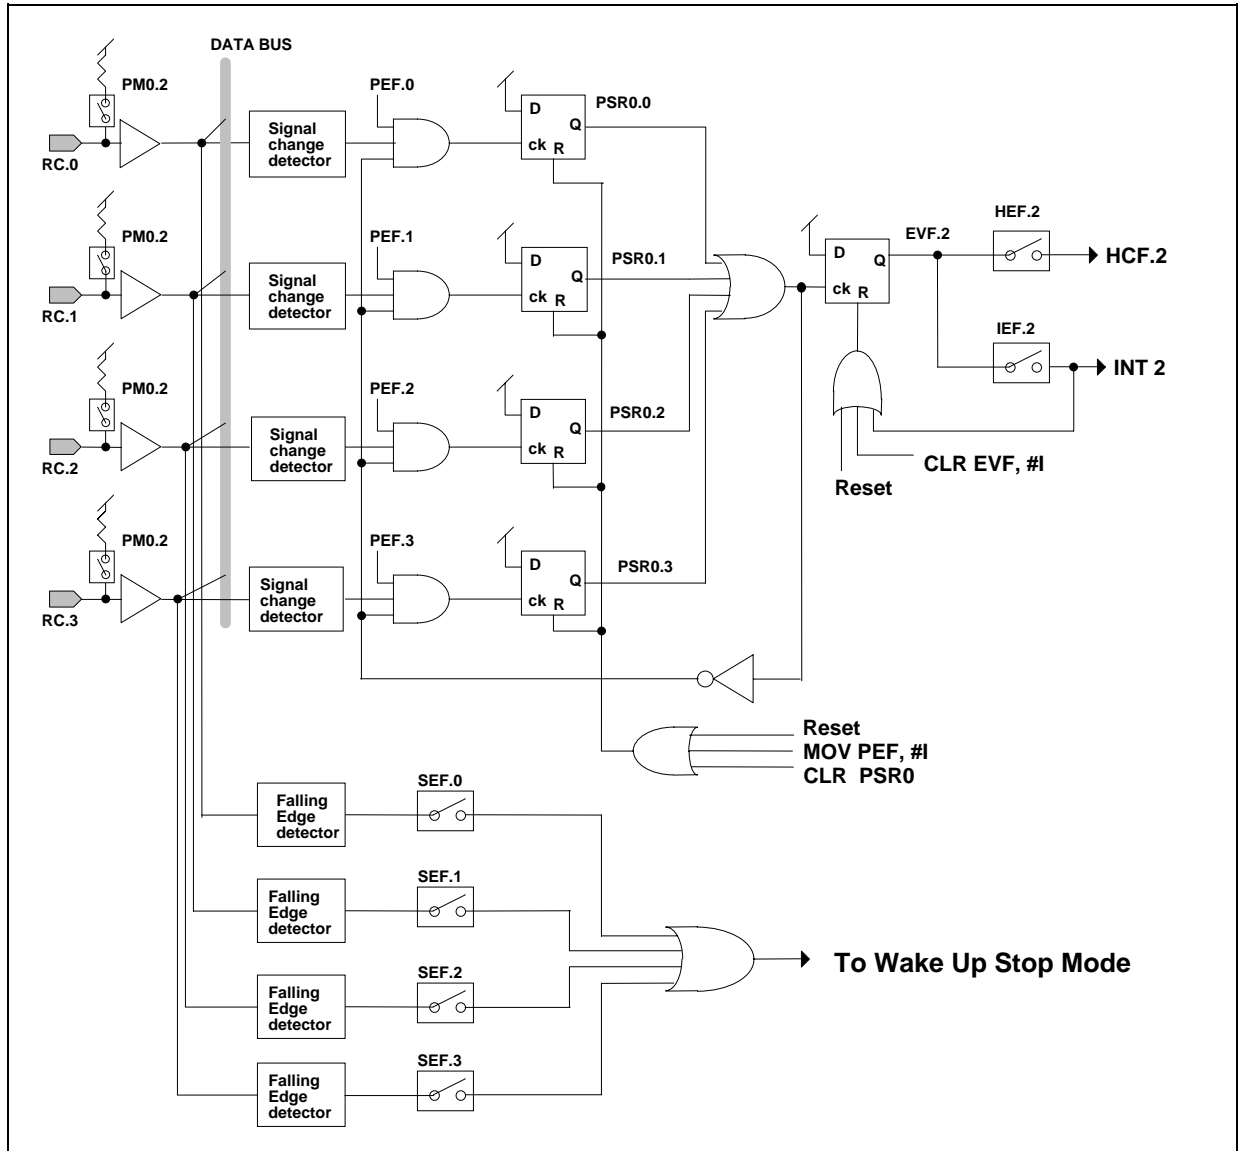 DATA BUS
PM0.2
RC.0
Signal
change
detector
PEF.0
D
Q
ck R
PSR0.0
PM0.2
RC.1
Signal
change
detector
PEF.1
D
Q
ck R
PSR0.1
PM0.2
RC.2
Signal
change
detector
PEF.2
D
Q
ck R
PSR0.2
PM0.2
RC.3
Signal
change
detector
PEF.3
D
Q
ck R
PSR0.3
D
Q
ck R
EVF.2
HEF.2
HCF.2
IEF.2
INT 2
CLR EVF, #I
Reset
Reset
MOV PEF, #I
CLR PSR0
Falling
Edge
detector
SEF.0
Falling
Edge
detector
SEF.1
Falling
Edge
detector
SEF.2
Falling
Edge
detector
SEF.3
To Wake Up Stop Mode